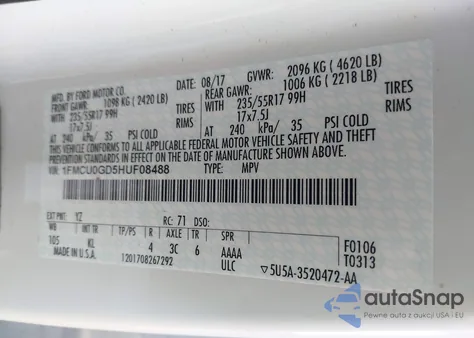 MFD. BY FORD MOTOR CO.
DATE: 08/17 GVWR: 2096 KG (4620 LB)
FRONT GAWR: 1098 KG (2420 LB) REAR GAWR: 1006 KG (2218 LB)
WITH 235/55R17 99H TIRES WITH 235/55R17 99H TIRES
17x7.5J 17x7.5J
AT 240 kPa/ 35 PSI COLD AT 240 kPa/ 35 PSI COLD
THIS VEHICLE CONFORMS TO ALL APPLICABLE FEDERAL MOTOR VEHICLE SAFETY AND
THEFT PREVENTION STANDARDS IN EFFECT ON THE DATE OF MANUFACTURE SHOWN ABOVE.
VIN: 1FMCU0GD5HUF08488 TYPE: MPV
EXT PNT: YZ RC: 71 DSO: F0106
WB INT TR TP/PS R AXLE TR SPR T0313
105 KL 4 3C 6 AAAA
MADE IN U.S.A. 1201708267292 ULC 5U5A-3520472-AA
autoSnap
Pewne auto z aukcji USA i EU